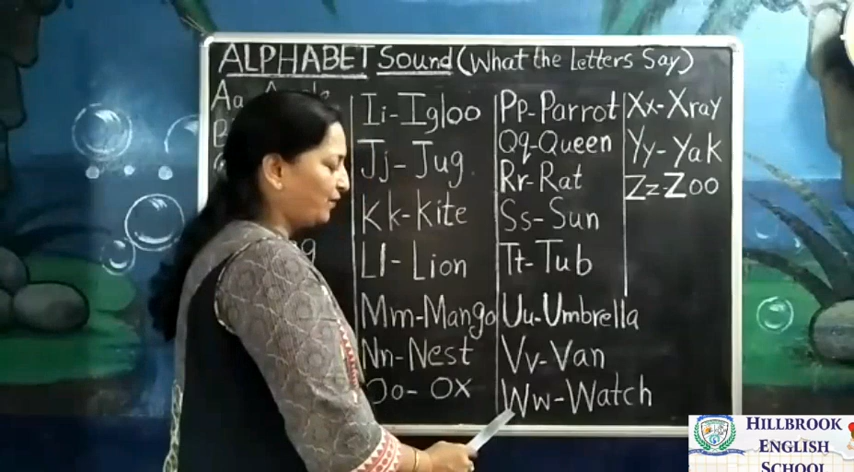 ALPHABET Sound (What the Letters Say)
Aa-
Ii-Igloo
Jj-Jug
Kk-Kite
Ll-Lion
Mm-Mango
Nn-Nest
Oo-Ox
Pp-Parrot
Qq-Queen
Rr-Rat
Ss-Sun
Tt-Tub
Uu-Umbrella
Vv-Van
Ww-Watch
Xx-Xray
Yy-Yak
Zz-Zoo
HILLBROOK
ENGLISH
SCHOOL